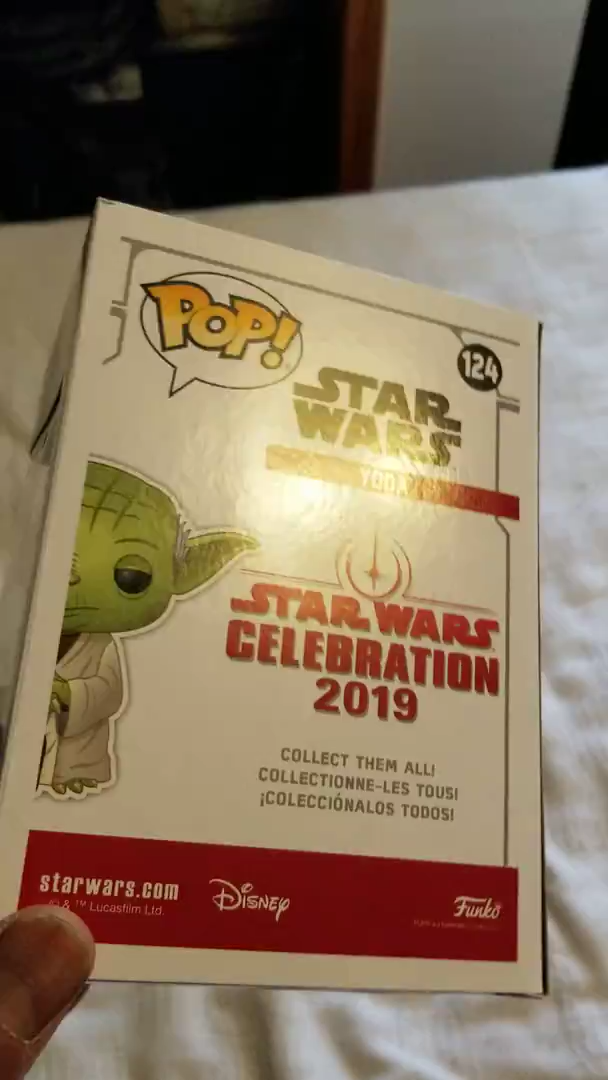 POP!
124
STAR
WARS
YODA
STAR WARS
CELEBRATION
2019
COLLECT THEM ALL!
COLLECTIONNE-LES TOUS!
¡COLECCIÓNALOS TODOS!
starwars.com
© & ™ Lucasfilm Ltd.
Disney
Funko